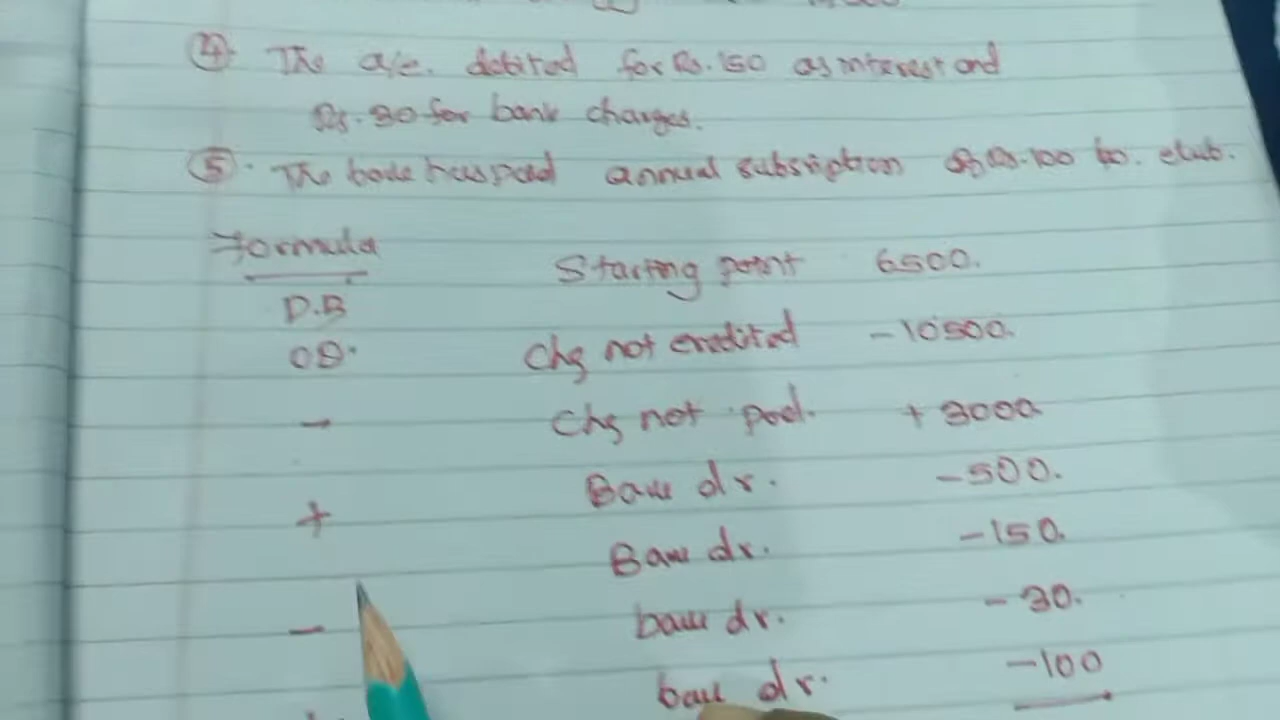 ④ The a/c. debited for Rs. 150 as interest and
Rs. 30 for bank charges.
⑤. The bank has paid annual subscription of Rs. 100 to. club.
Formula
Starting point 6500.
D.B
OD. Chq not credited -10500.
- Chq not paid. + 3000
Bank dr. -500.
+
Bank dr. -150.
- bank dr. - 30.
bank dr. -100